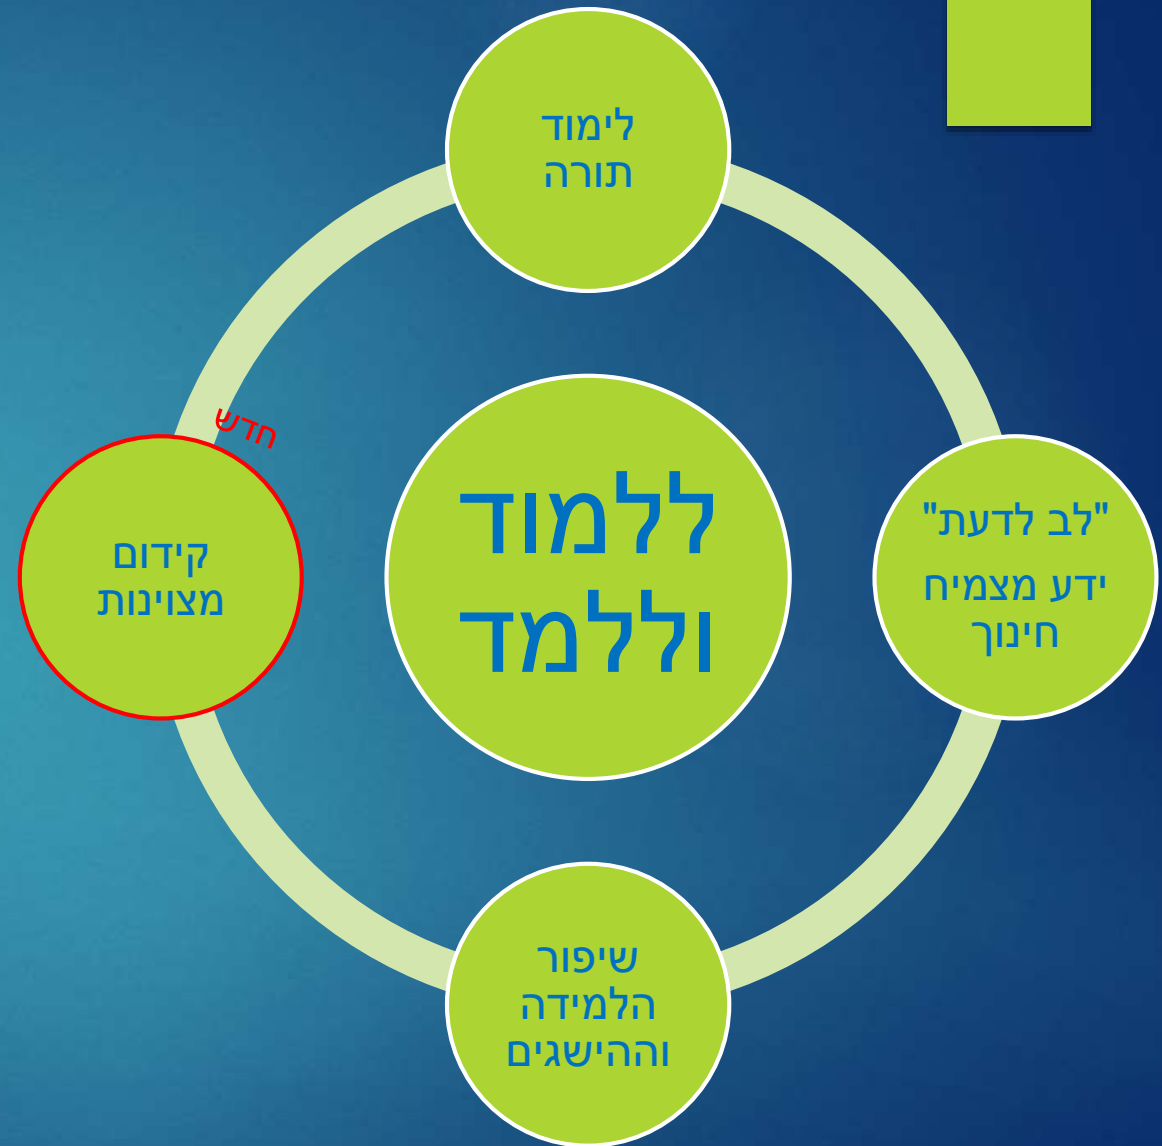 לימוד
תורה
"לב לדעת"
ידע מצמיח
חינוך
ללמוד
וללמד
חדש
קידום
מצוינות
שיפור
הלמידה
וההישגים